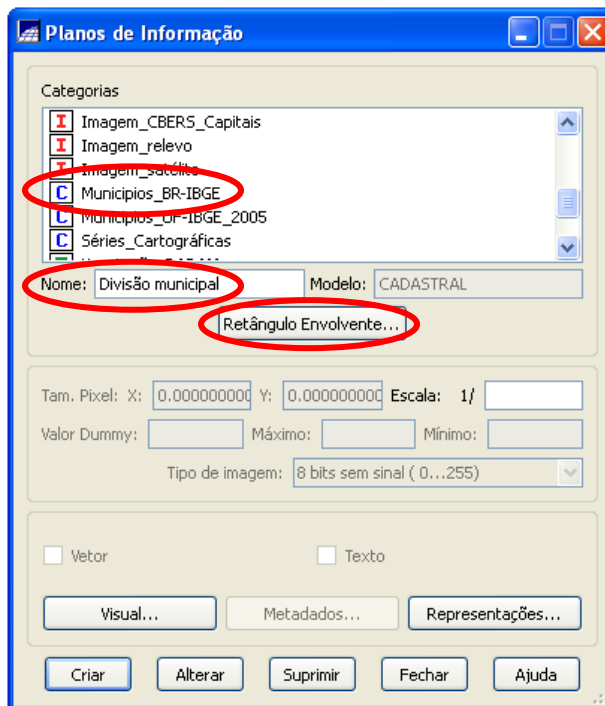 Planos de Informação
Categorias
I Imagem_CBERS_Capitais
I Imagem_relevo
I Imagem_satélite
C Municipios_BR-IBGE
C Municipios_UF-IBGE_2005
C Séries_Cartográficas
Nome: Divisão municipal Modelo: CADASTRAL
Retângulo Envolvente...
Tam. Pixel: X: 0.000000000 Y: 0.000000000 Escala: 1/
Valor Dummy: Máximo: Mínimo:
Tipo de imagem: 8 bits sem sinal ( 0...255)
Vetor Texto
Visual... Metadados... Representações...
Criar Alterar Suprimir Fechar Ajuda